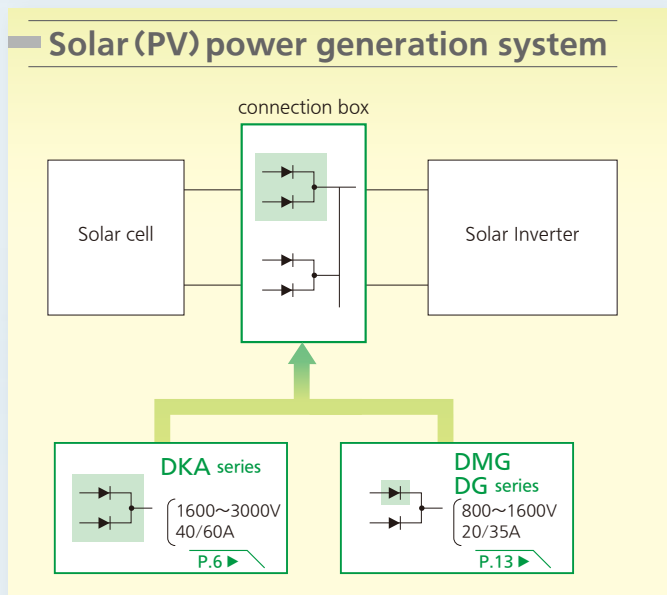 Solar(PV)power generation system
connection box
Solar cell
Solar Inverter
DKA series
1600～3000V
40/60A
P.6 ▶
DMG
DG series
800～1600V
20/35A
P.13 ▶